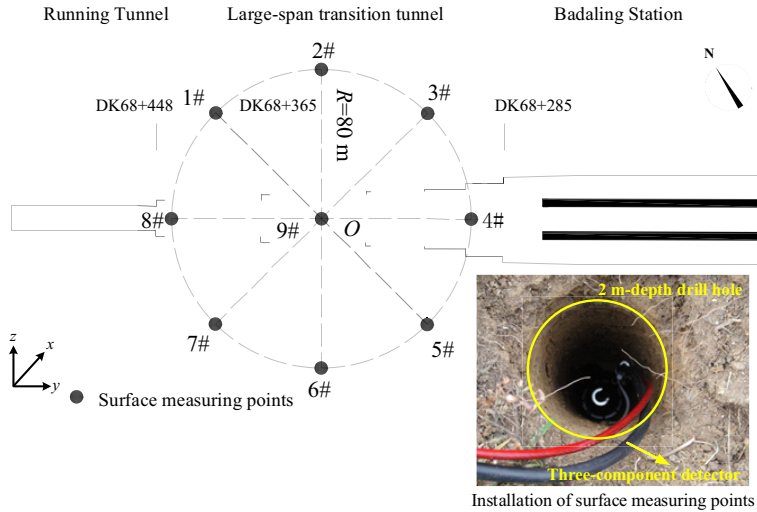 Running Tunnel
Large-span transition tunnel
Badaling Station
N
2#
1#
3#
DK68+448
DK68+365
DK68+285
R=80 m
8#
9#
O
4#
7#
5#
6#
z
x
y
Surface measuring points
2 m-depth drill hole
Three-component detector
Installation of surface measuring points